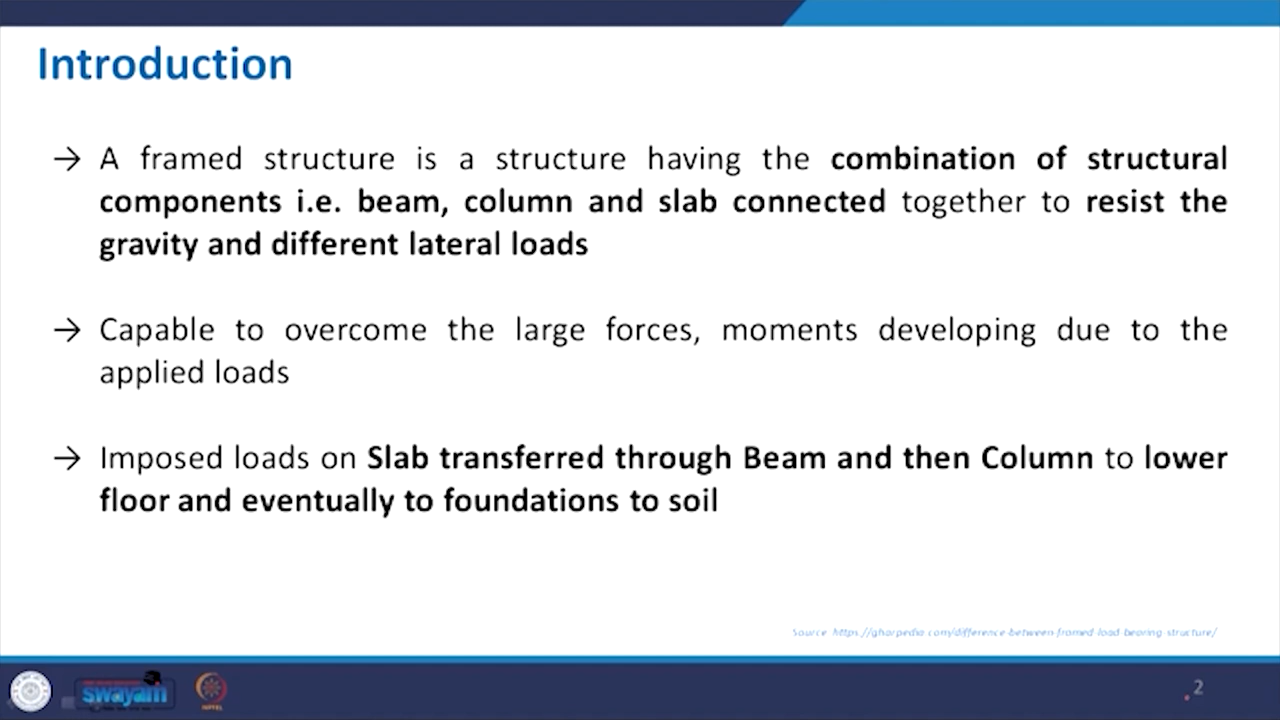 Introduction
→ A framed structure is a structure having the combination of structural
components i.e. beam, column and slab connected together to resist the
gravity and different lateral loads
→ Capable to overcome the large forces, moments developing due to the
applied loads
→ Imposed loads on Slab transferred through Beam and then Column to lower
floor and eventually to foundations to soil
Source: https://gharpedia.com/difference-between-framed-load-bearing-structure/
swayam
2